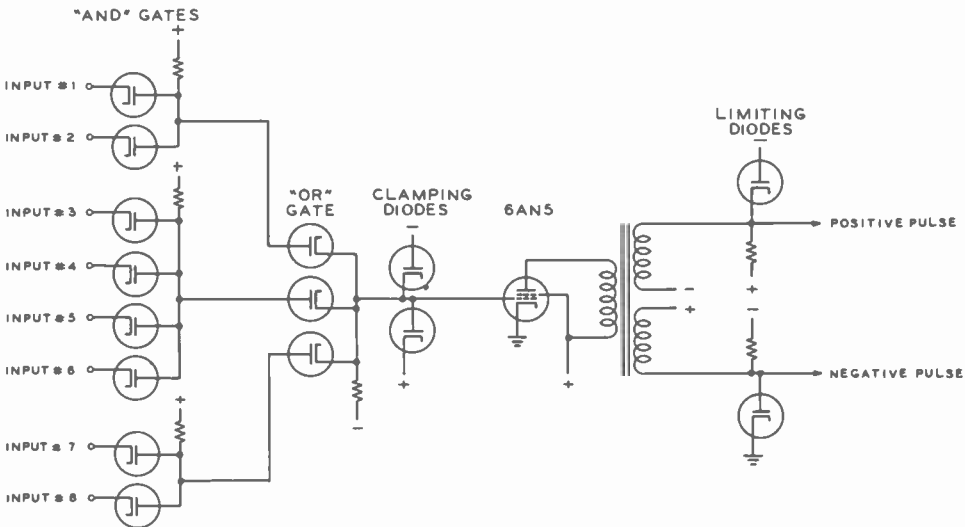 "AND" GATES
+
INPUT #1
INPUT #2
+
INPUT #3
INPUT #4
INPUT #5
INPUT #6
+
INPUT #7
INPUT #8
"OR"
GATE
−
CLAMPING
DIODES
−
+
6AN5
+
LIMITING
DIODES
−
POSITIVE PULSE
−
+
+
−
NEGATIVE PULSE